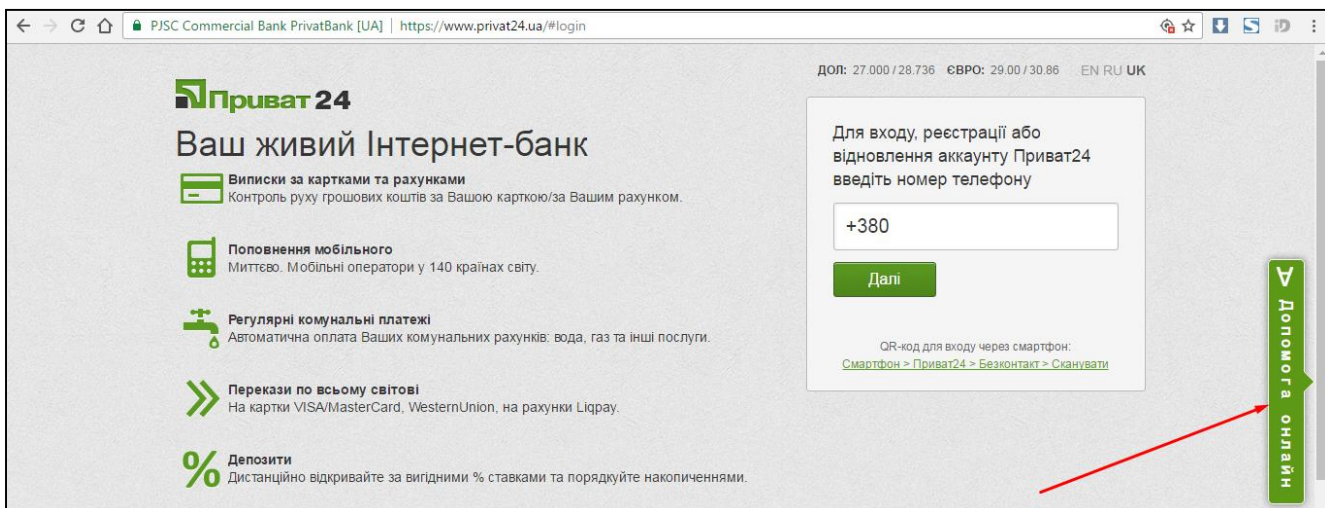 PJSC Commercial Bank PrivatBank [UA] | https://www.privat24.ua/#login
ДОЛ: 27.000 / 28.736 ЄВРО: 29.00 / 30.86 EN RU UK
Приват 24
Ваш живий Інтернет-банк
Виписки за картками та рахунками
Контроль руху грошових коштів за Вашою карткою/за Вашим рахунком.
Поповнення мобільного
Миттєво. Мобільні оператори у 140 країнах світу.
Регулярні комунальні платежі
Автоматична оплата Ваших комунальних рахунків: вода, газ та інші послуги.
Перекази по всьому світові
На картки VISA/MasterCard, WesternUnion, на рахунки Liqpay.
% Депозити
Дистанційно відкривайте за вигідними % ставками та порядкуйте накопиченнями.
Для входу, реєстрації або
відновлення аккаунту Приват24
введіть номер телефону
+380
Далі
QR-код для входу через смартфон:
Смартфон > Приват24 > Безконтакт > Сканувати
Допомога онлайн